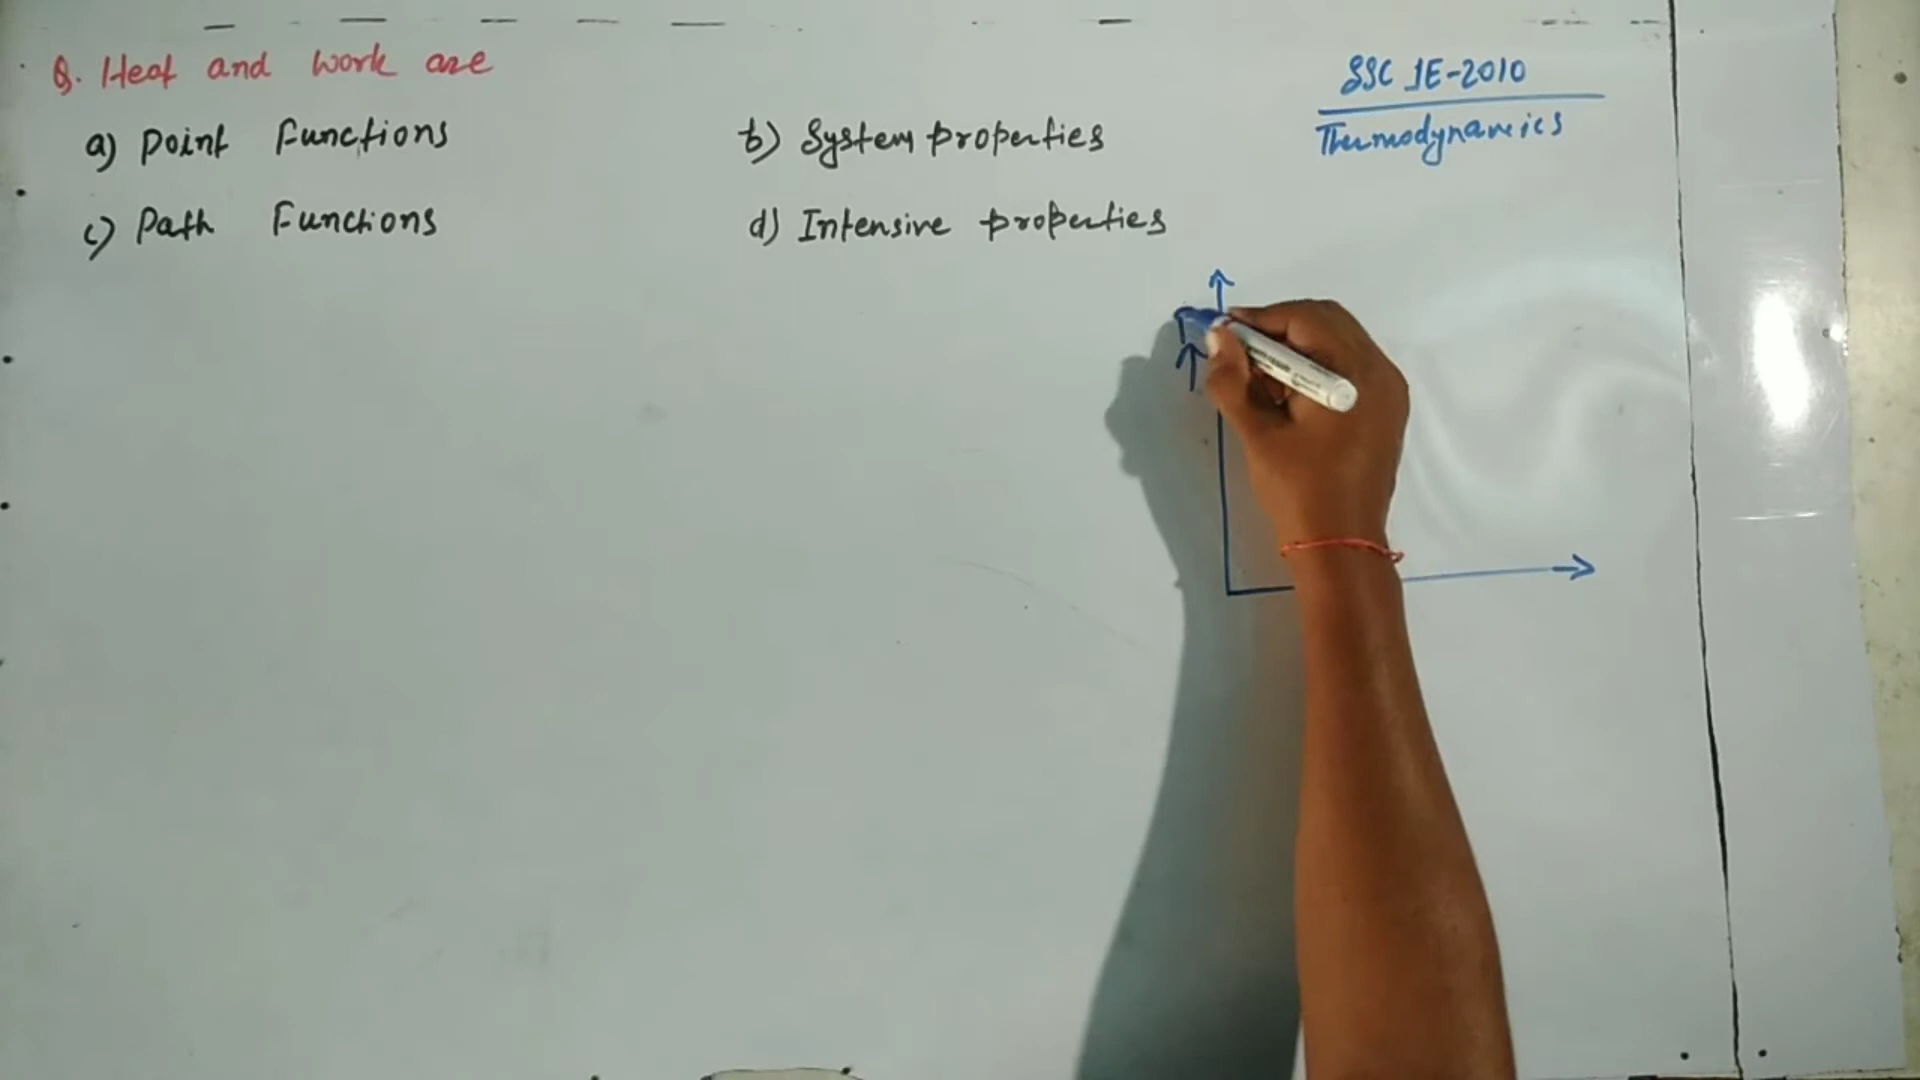 Q. Heat and work are
a) Point Functions
b) System properties
c) Path Functions
d) Intensive properties
SSC JE-2010
Thermodynamics